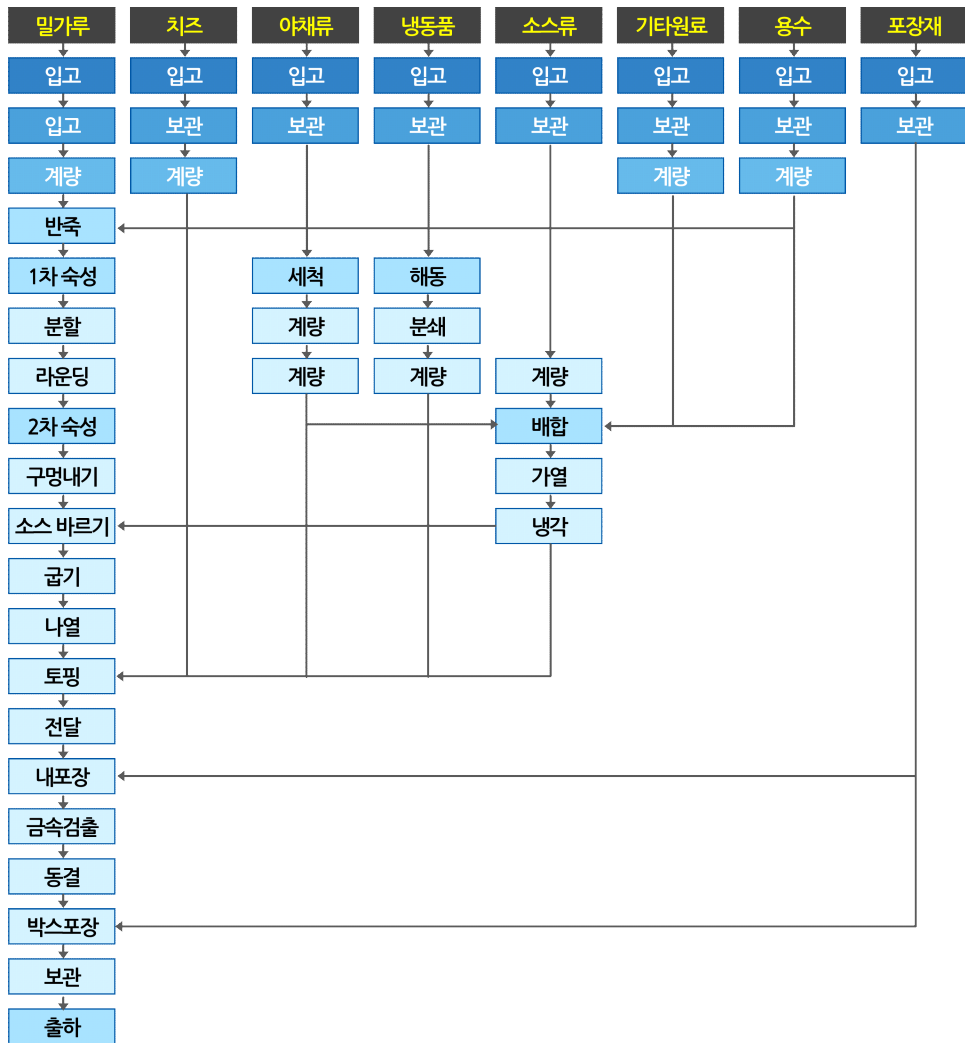 밀가루 치즈 야채류 냉동품 소스류 기타원료 용수 포장재
입고 입고 입고 입고 입고 입고 입고 입고
입고 보관 보관 보관 보관 보관 보관 보관
계량 계량 계량 계량
반죽
1차 숙성 세척 해동
분할 계량 분쇄
라운딩 계량 계량 계량
2차 숙성 배합
구멍내기 가열
소스 바르기 냉각
굽기
나열
토핑
전달
내포장
금속검출
동결
박스포장
보관
출하